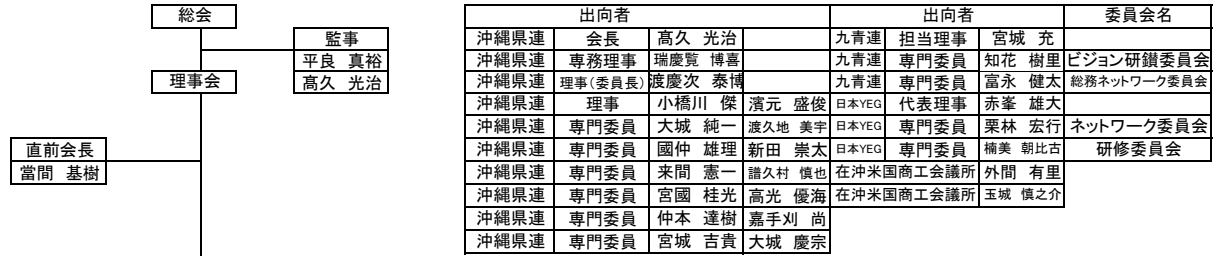 総会
監事
平良 真裕
髙久 光治
理事会
直前会長
當間 基樹
出向者 出向者 委員会名
沖縄県連 会長 髙久 光治 九青連 担当理事 宮城 充
沖縄県連 専務理事 瑞慶覧 博喜 九青連 専門委員 知花 樹里 ビジョン研鑚委員会
沖縄県連 理事(委員長) 渡慶次 泰博 九青連 専門委員 富永 健太 総務ネットワーク委員会
沖縄県連 理事 小橋川 傑 濱元 盛俊 日本YEG 代表理事 赤峯 雄大
沖縄県連 専門委員 大城 純一 渡久地 美宇 日本YEG 専門委員 栗林 宏行 ネットワーク委員会
沖縄県連 専門委員 國仲 雄理 新田 崇太 日本YEG 専門委員 楠美 朝比古 研修委員会
沖縄県連 専門委員 来間 憲一 譜久村 慎也 在沖米国商工会議所 外間 有里
沖縄県連 専門委員 宮國 桂光 高光 優海 在沖米国商工会議所 玉城 慎之介
沖縄県連 専門委員 仲本 達樹 嘉手刈 尚
沖縄県連 専門委員 宮城 吉貴 大城 慶宗